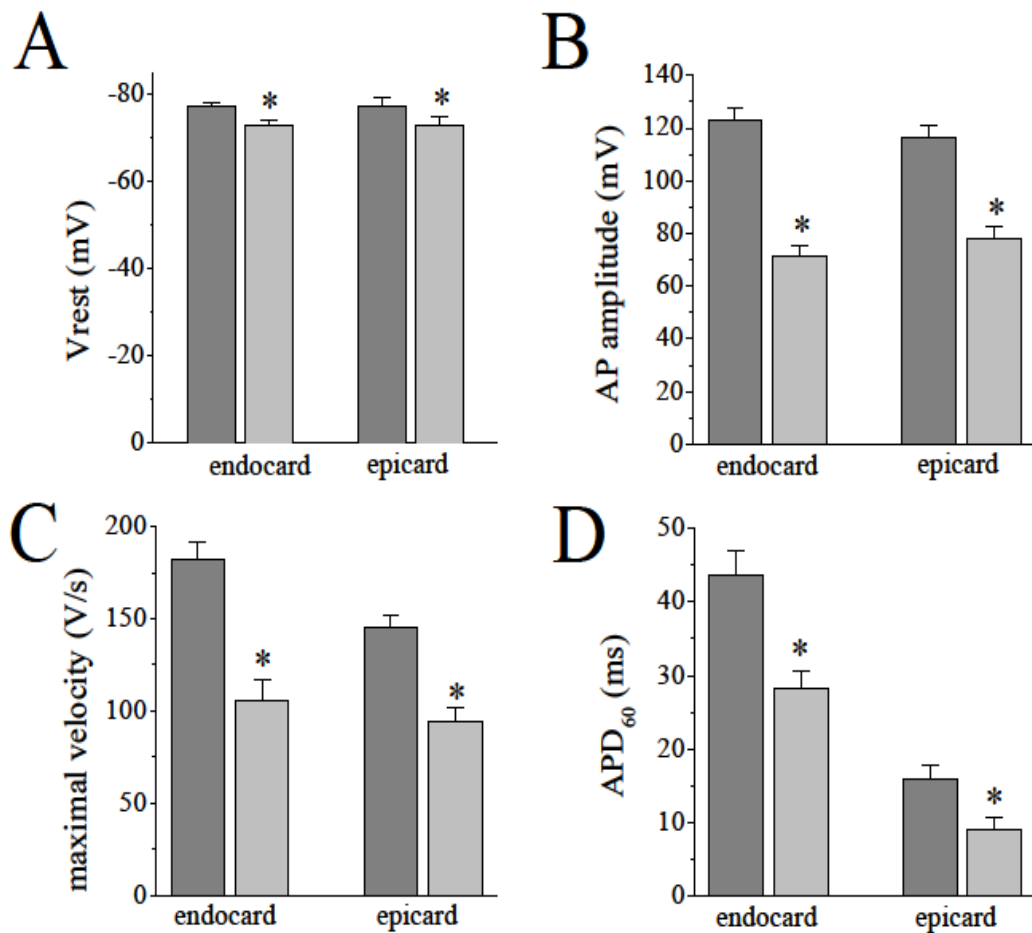 A
Vrest (mV)
-80
-60
-40
-20
0
*
*
endocard
epicard
B
AP amplitude (mV)
140
120
100
80
60
40
20
0
*
*
endocard
epicard
C
maximal velocity (V/s)
200
150
100
50
0
*
*
endocard
epicard
D
APD60 (ms)
50
40
30
20
10
0
*
*
endocard
epicard